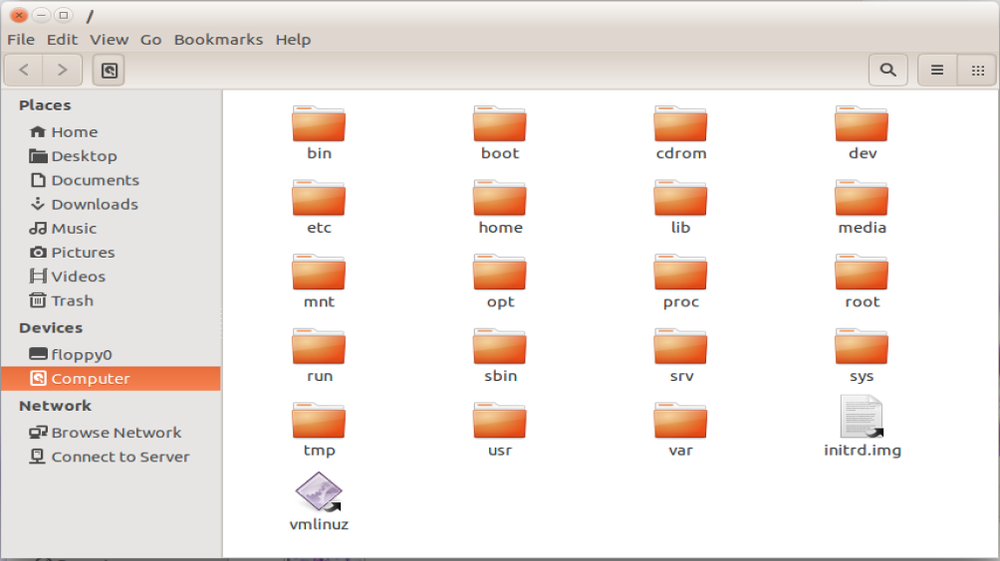 /
File Edit View Go Bookmarks Help
Places
Home
Desktop
Documents
Downloads
Music
Pictures
Videos
Trash
Devices
floppy0
Computer
Network
Browse Network
Connect to Server
bin boot cdrom dev
etc home lib media
mnt opt proc root
run sbin srv sys
tmp usr var initrd.img
vmlinuz